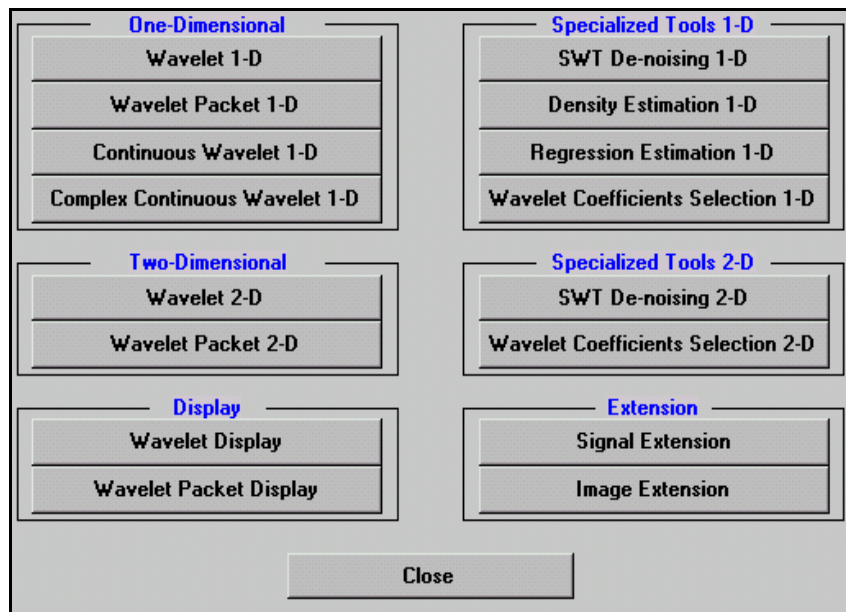 One-Dimensional
Wavelet 1-D
Wavelet Packet 1-D
Continuous Wavelet 1-D
Complex Continuous Wavelet 1-D
Two-Dimensional
Wavelet 2-D
Wavelet Packet 2-D
Display
Wavelet Display
Wavelet Packet Display
Specialized Tools 1-D
SWT De-noising 1-D
Density Estimation 1-D
Regression Estimation 1-D
Wavelet Coefficients Selection 1-D
Specialized Tools 2-D
SWT De-noising 2-D
Wavelet Coefficients Selection 2-D
Extension
Signal Extension
Image Extension
Close